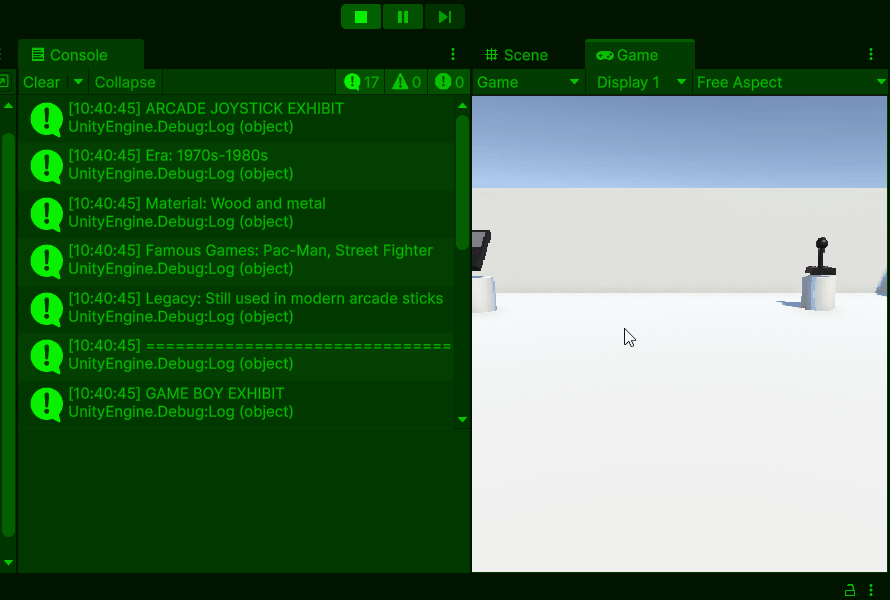 Console
Scene
Game
Clear
Collapse
17
0
0
Game
Display 1
Free Aspect
[10:40:45] ARCADE JOYSTICK EXHIBIT
UnityEngine.Debug:Log (object)
[10:40:45] Era: 1970s-1980s
UnityEngine.Debug:Log (object)
[10:40:45] Material: Wood and metal
UnityEngine.Debug:Log (object)
[10:40:45] Famous Games: Pac-Man, Street Fighter
UnityEngine.Debug:Log (object)
[10:40:45] Legacy: Still used in modern arcade sticks
UnityEngine.Debug:Log (object)
[10:40:45] ===============================
UnityEngine.Debug:Log (object)
[10:40:45] GAME BOY EXHIBIT
UnityEngine.Debug:Log (object)